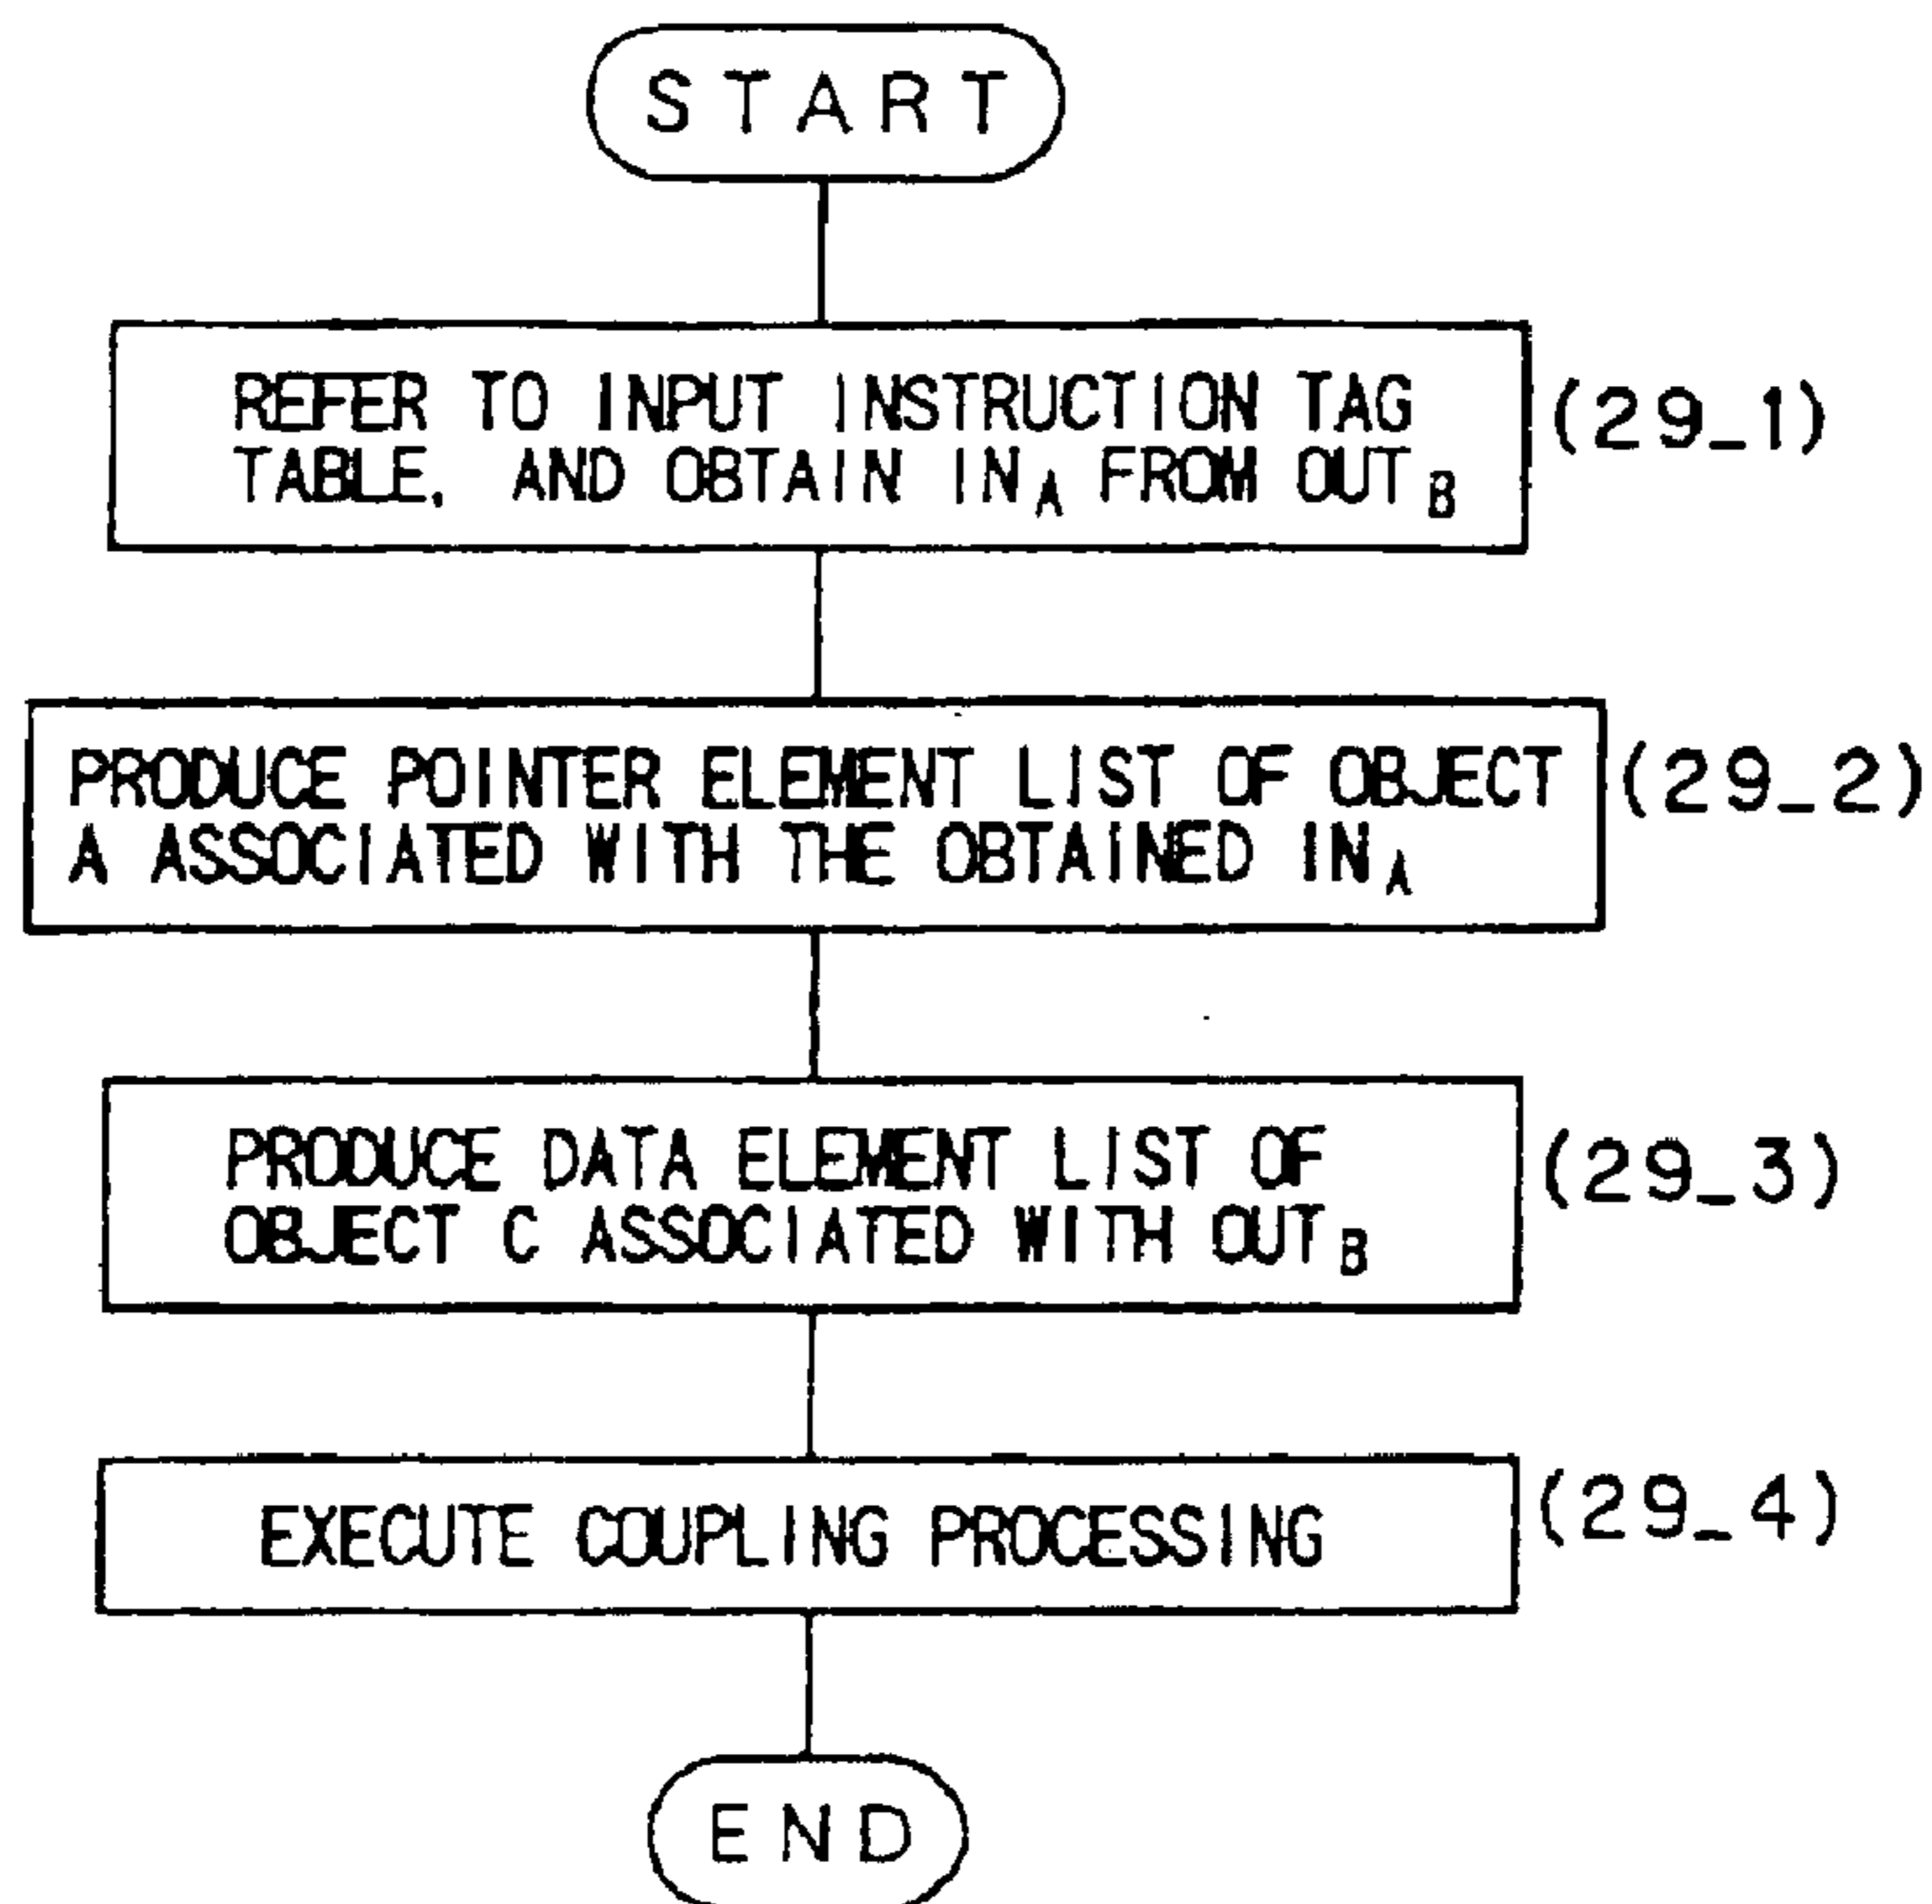 START
REFER TO INPUT INSTRUCTION TAG (29_1)
TABLE, AND OBTAIN IN_A FROM OUT_B
PRODUCE POINTER ELEMENT LIST OF OBJECT (29_2)
A ASSOCIATED WITH THE OBTAINED IN_A
PRODUCE DATA ELEMENT LIST OF (29_3)
OBJECT C ASSOCIATED WITH OUT_B
EXECUTE COUPLING PROCESSING (29_4)
END